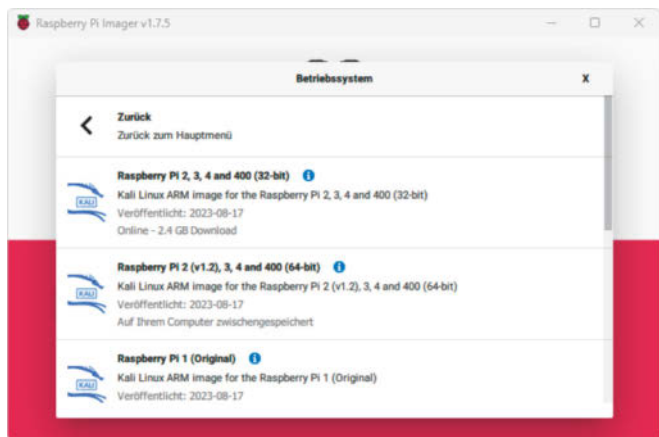 Raspberry Pi Imager v1.7.5
Betriebssystem X
Zurück
Zurück zum Hauptmenü
Raspberry Pi 2, 3, 4 and 400 (32-bit)
KALI
Kali Linux ARM image for the Raspberry Pi 2, 3, 4 and 400 (32-bit)
Veröffentlicht: 2023-08-17
Online - 2.4 GB Download
Raspberry Pi 2 (v1.2), 3, 4 and 400 (64-bit)
KALI
Kali Linux ARM image for the Raspberry Pi 2 (v1.2), 3, 4 and 400 (64-bit)
Veröffentlicht: 2023-08-17
Auf Ihrem Computer zwischengespeichert
Raspberry Pi 1 (Original)
KALI
Kali Linux ARM image for the Raspberry Pi 1 (Original)
Veröffentlicht: 2023-08-17